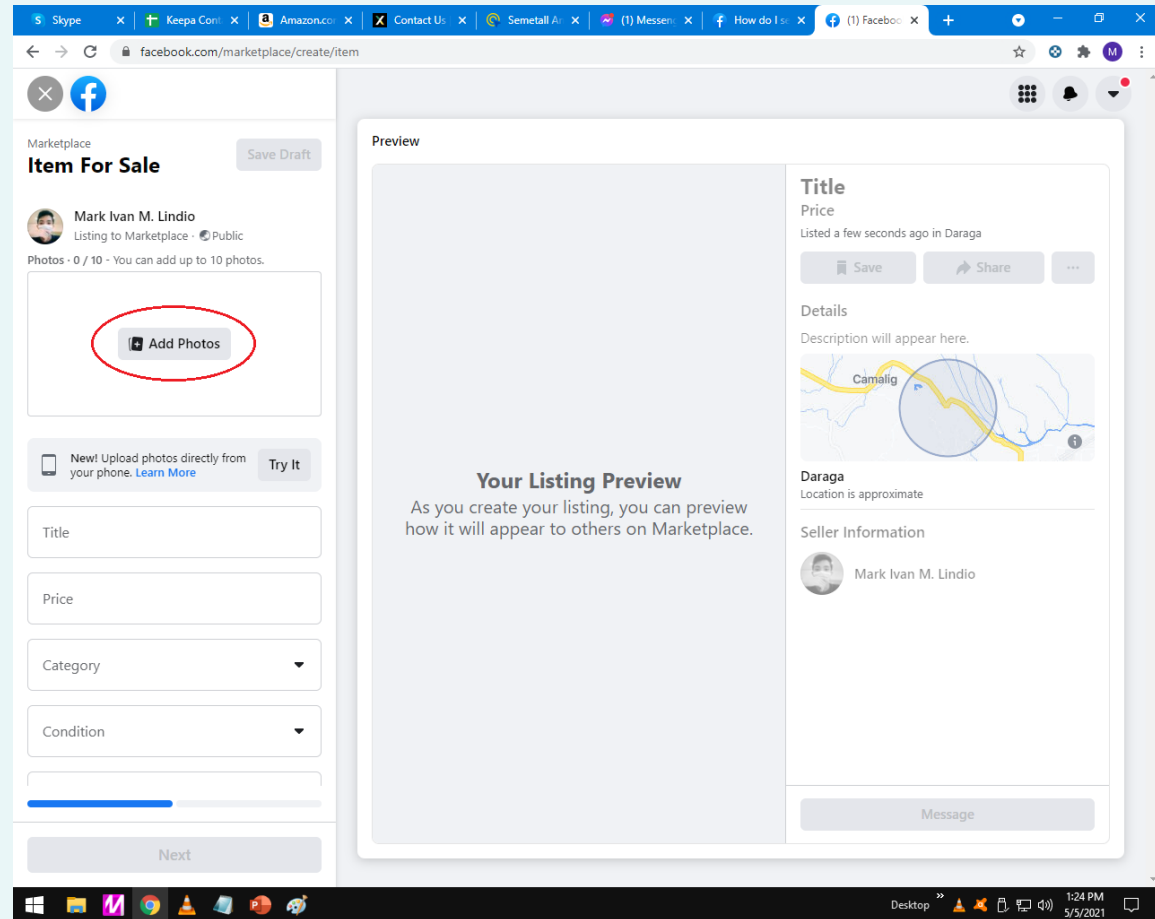 Skype
Keepa Cont
Amazon.co
Contact Us
Semetall Ar
(1) Messeng
How do I se
(1) Faceboo
facebook.com/marketplace/create/item
M
Marketplace
Item For Sale
Save Draft
Mark Ivan M. Lindio
Listing to Marketplace · Public
Photos · 0 / 10 - You can add up to 10 photos.
Add Photos
New! Upload photos directly from
your phone. Learn More
Try It
Title
Price
Category
Condition
Next
Preview
Your Listing Preview
As you create your listing, you can preview
how it will appear to others on Marketplace.
Title
Price
Listed a few seconds ago in Daraga
Save
Share
Details
Description will appear here.
Camalig
Daraga
Location is approximate
Seller Information
Mark Ivan M. Lindio
Message
Desktop
1:24 PM
5/5/2021